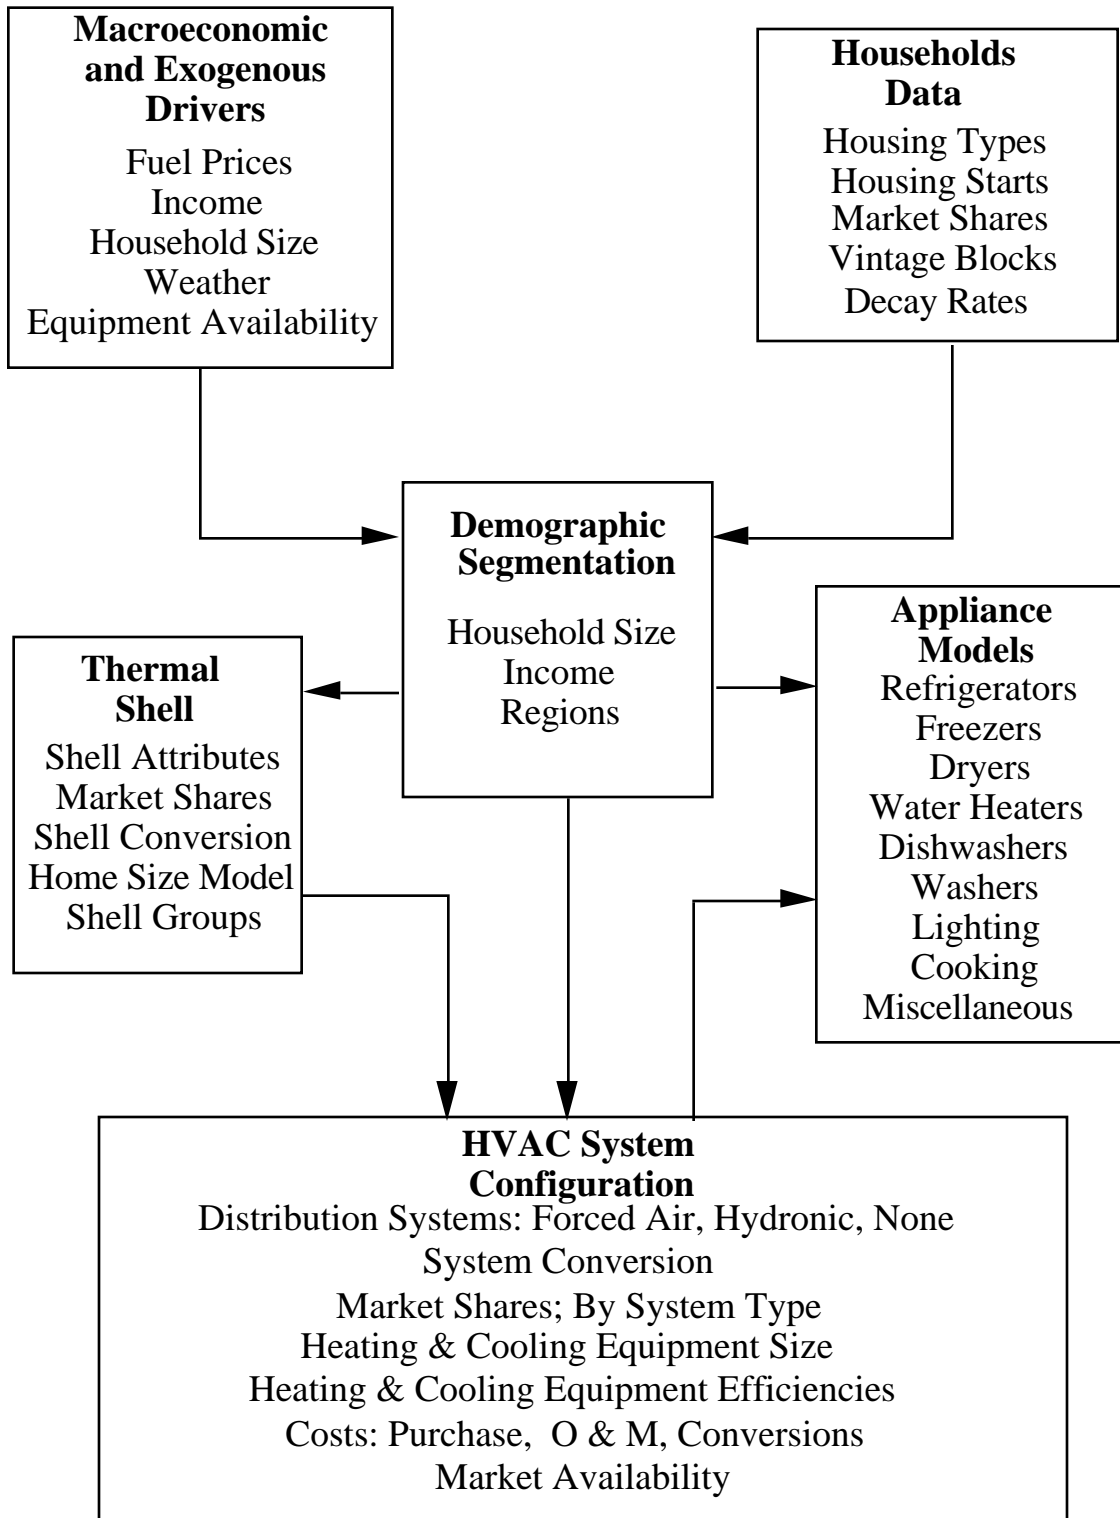 Macroeconomic
and Exogenous
Drivers
Fuel Prices
Income
Household Size
Weather
Equipment Availability
Households
Data
Housing Types
Housing Starts
Market Shares
Vintage Blocks
Decay Rates
Demographic
Segmentation
Household Size
Income
Regions
Thermal
Shell
Shell Attributes
Market Shares
Shell Conversion
Home Size Model
Shell Groups
Appliance
Models
Refrigerators
Freezers
Dryers
Water Heaters
Dishwashers
Washers
Lighting
Cooking
Miscellaneous
HVAC System
Configuration
Distribution Systems: Forced Air, Hydronic, None
System Conversion
Market Shares; By System Type
Heating & Cooling Equipment Size
Heating & Cooling Equipment Efficiencies
Costs: Purchase, O & M, Conversions
Market Availability